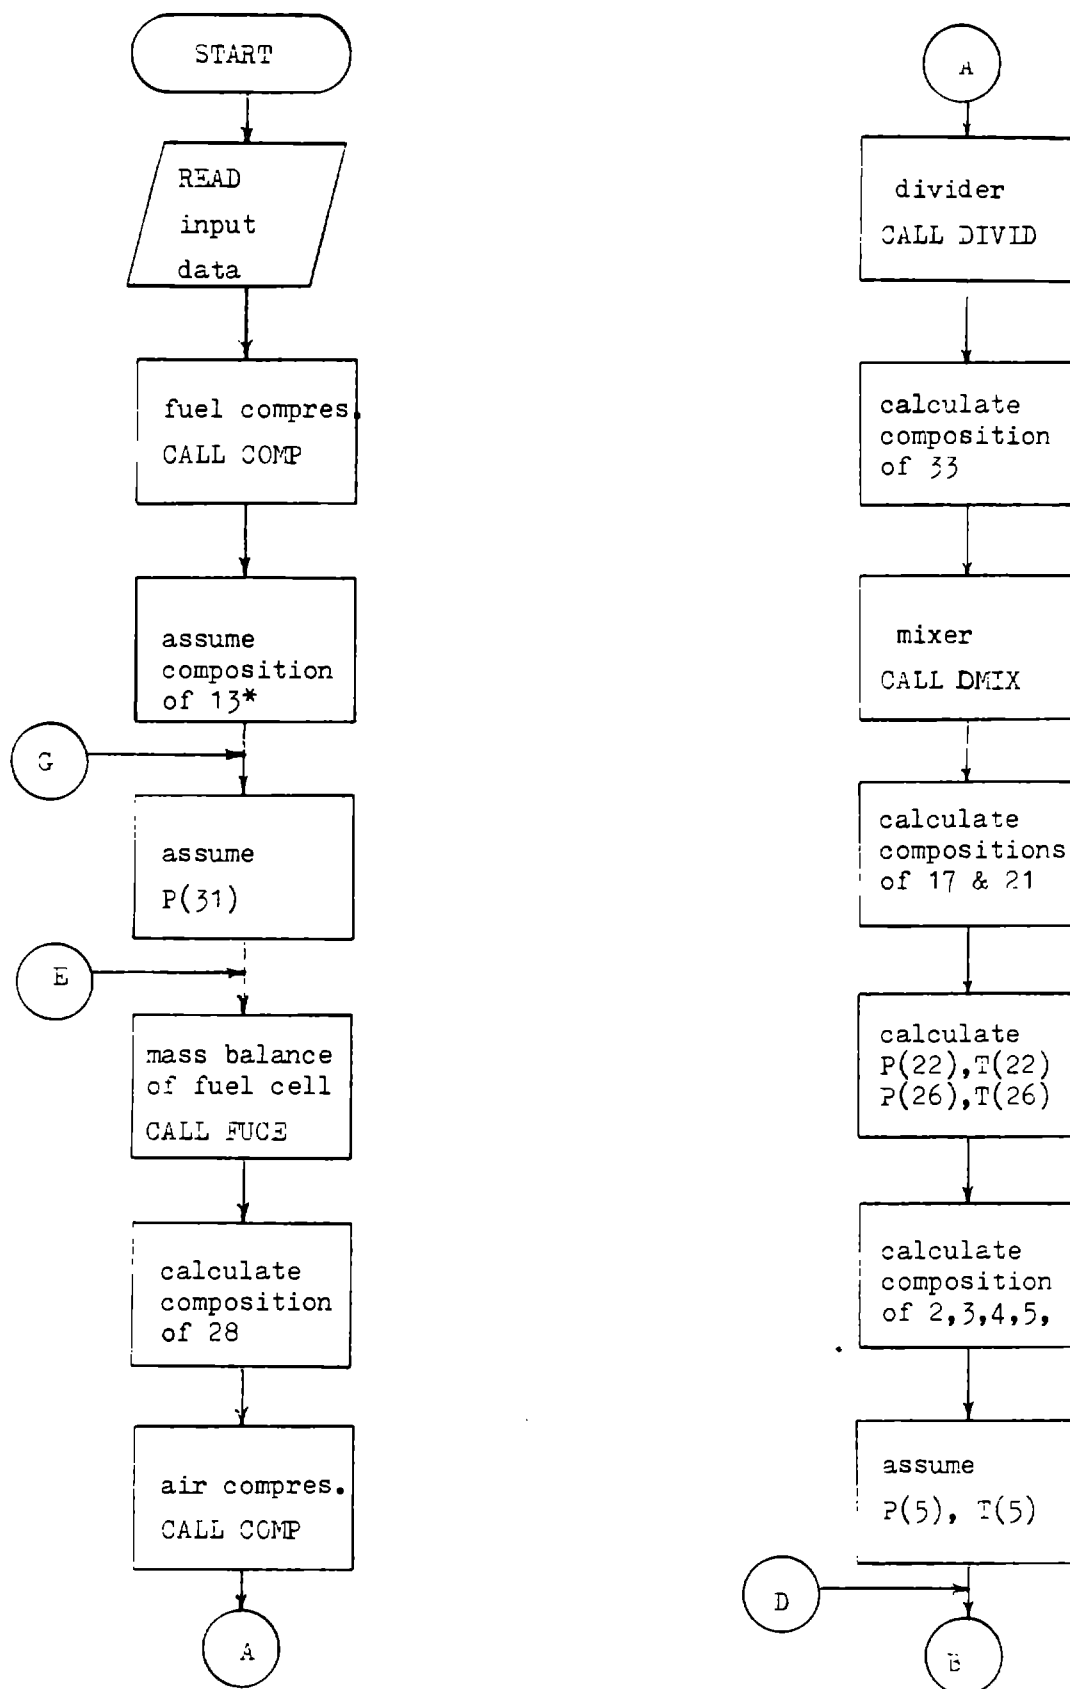 START
READ
input
data
fuel compres.
CALL COMP
assume
composition
of 13*
G
assume
P(31)
E
mass balance
of fuel cell
CALL FUCE
calculate
composition
of 28
air compres.
CALL COMP
A
A
divider
CALL DIVID
calculate
composition
of 33
mixer
CALL DMIX
calculate
compositions
of 17 & 21
calculate
P(22),T(22)
P(26),T(26)
calculate
composition
of 2,3,4,5,
assume
P(5), T(5)
D
B